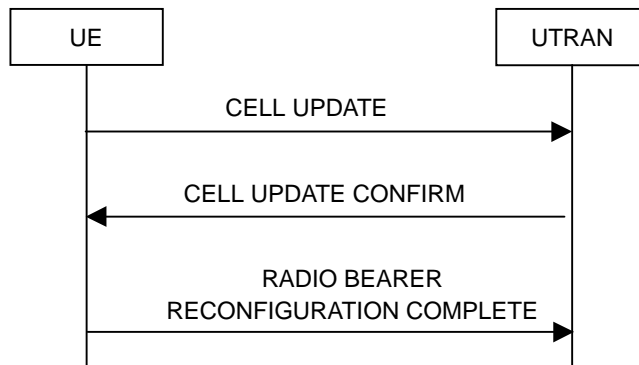 UE
UTRAN
CELL UPDATE
CELL UPDATE CONFIRM
RADIO BEARER
RECONFIGURATION COMPLETE